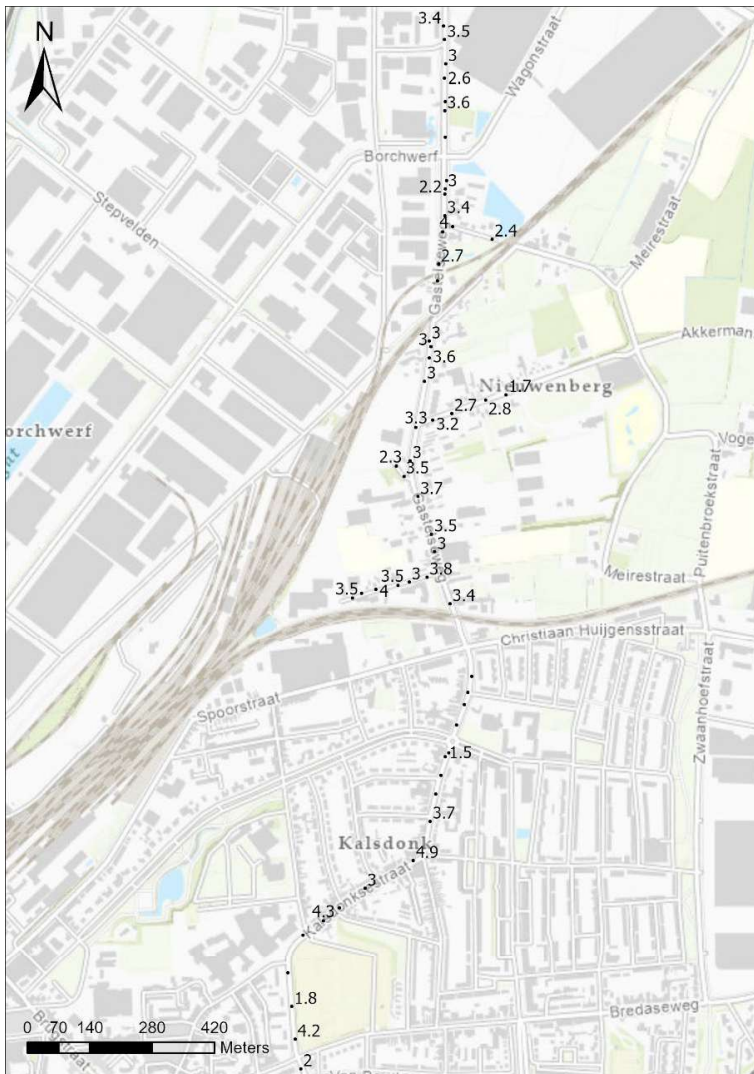 3.4
N
3.5
Wagonstraat
3
2.6
3.6
Borchwerf
3
2.2
Stepvelden
3.4
4
2.4
Meirestraat
2.7
3
3.
3.6
Akkerman
3
Nieuwenberg
1.7
2.7
2.8
3.3
3.2
orchwerf
Voge
3
2.3
3.5
3.7
Gastelseweg
3.5
3
Puitenbroekstraat
3.8
3
3.5
4
3.5
Meirestraat
3.4
Christiaan Huijgensstraat
Spoorstraat
Zwaanhoefstraat
1.5
3.7
Kalsdonk
4.9
3
Kalsdonksestraat
4.3
1.8
Bredaseweg
4.2
0 70 140 280 420
Meters
2